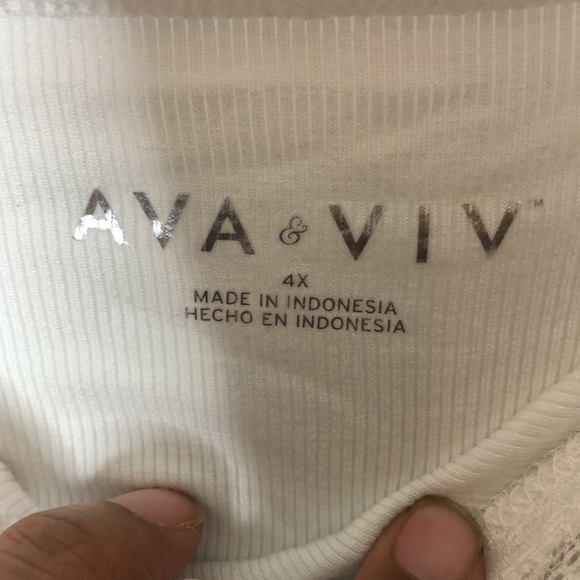 AVA & VIV™
4X
MADE IN INDONESIA
HECHO EN INDONESIA